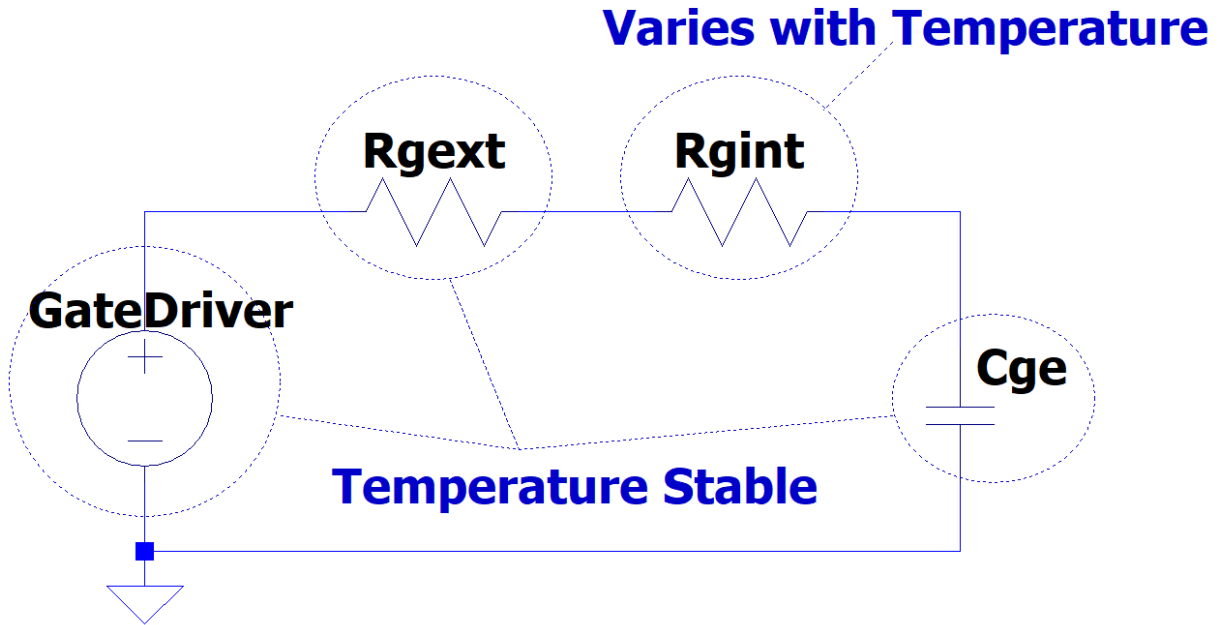 Varies with Temperature
Rgext
Rgint
GateDriver
Cge
Temperature Stable